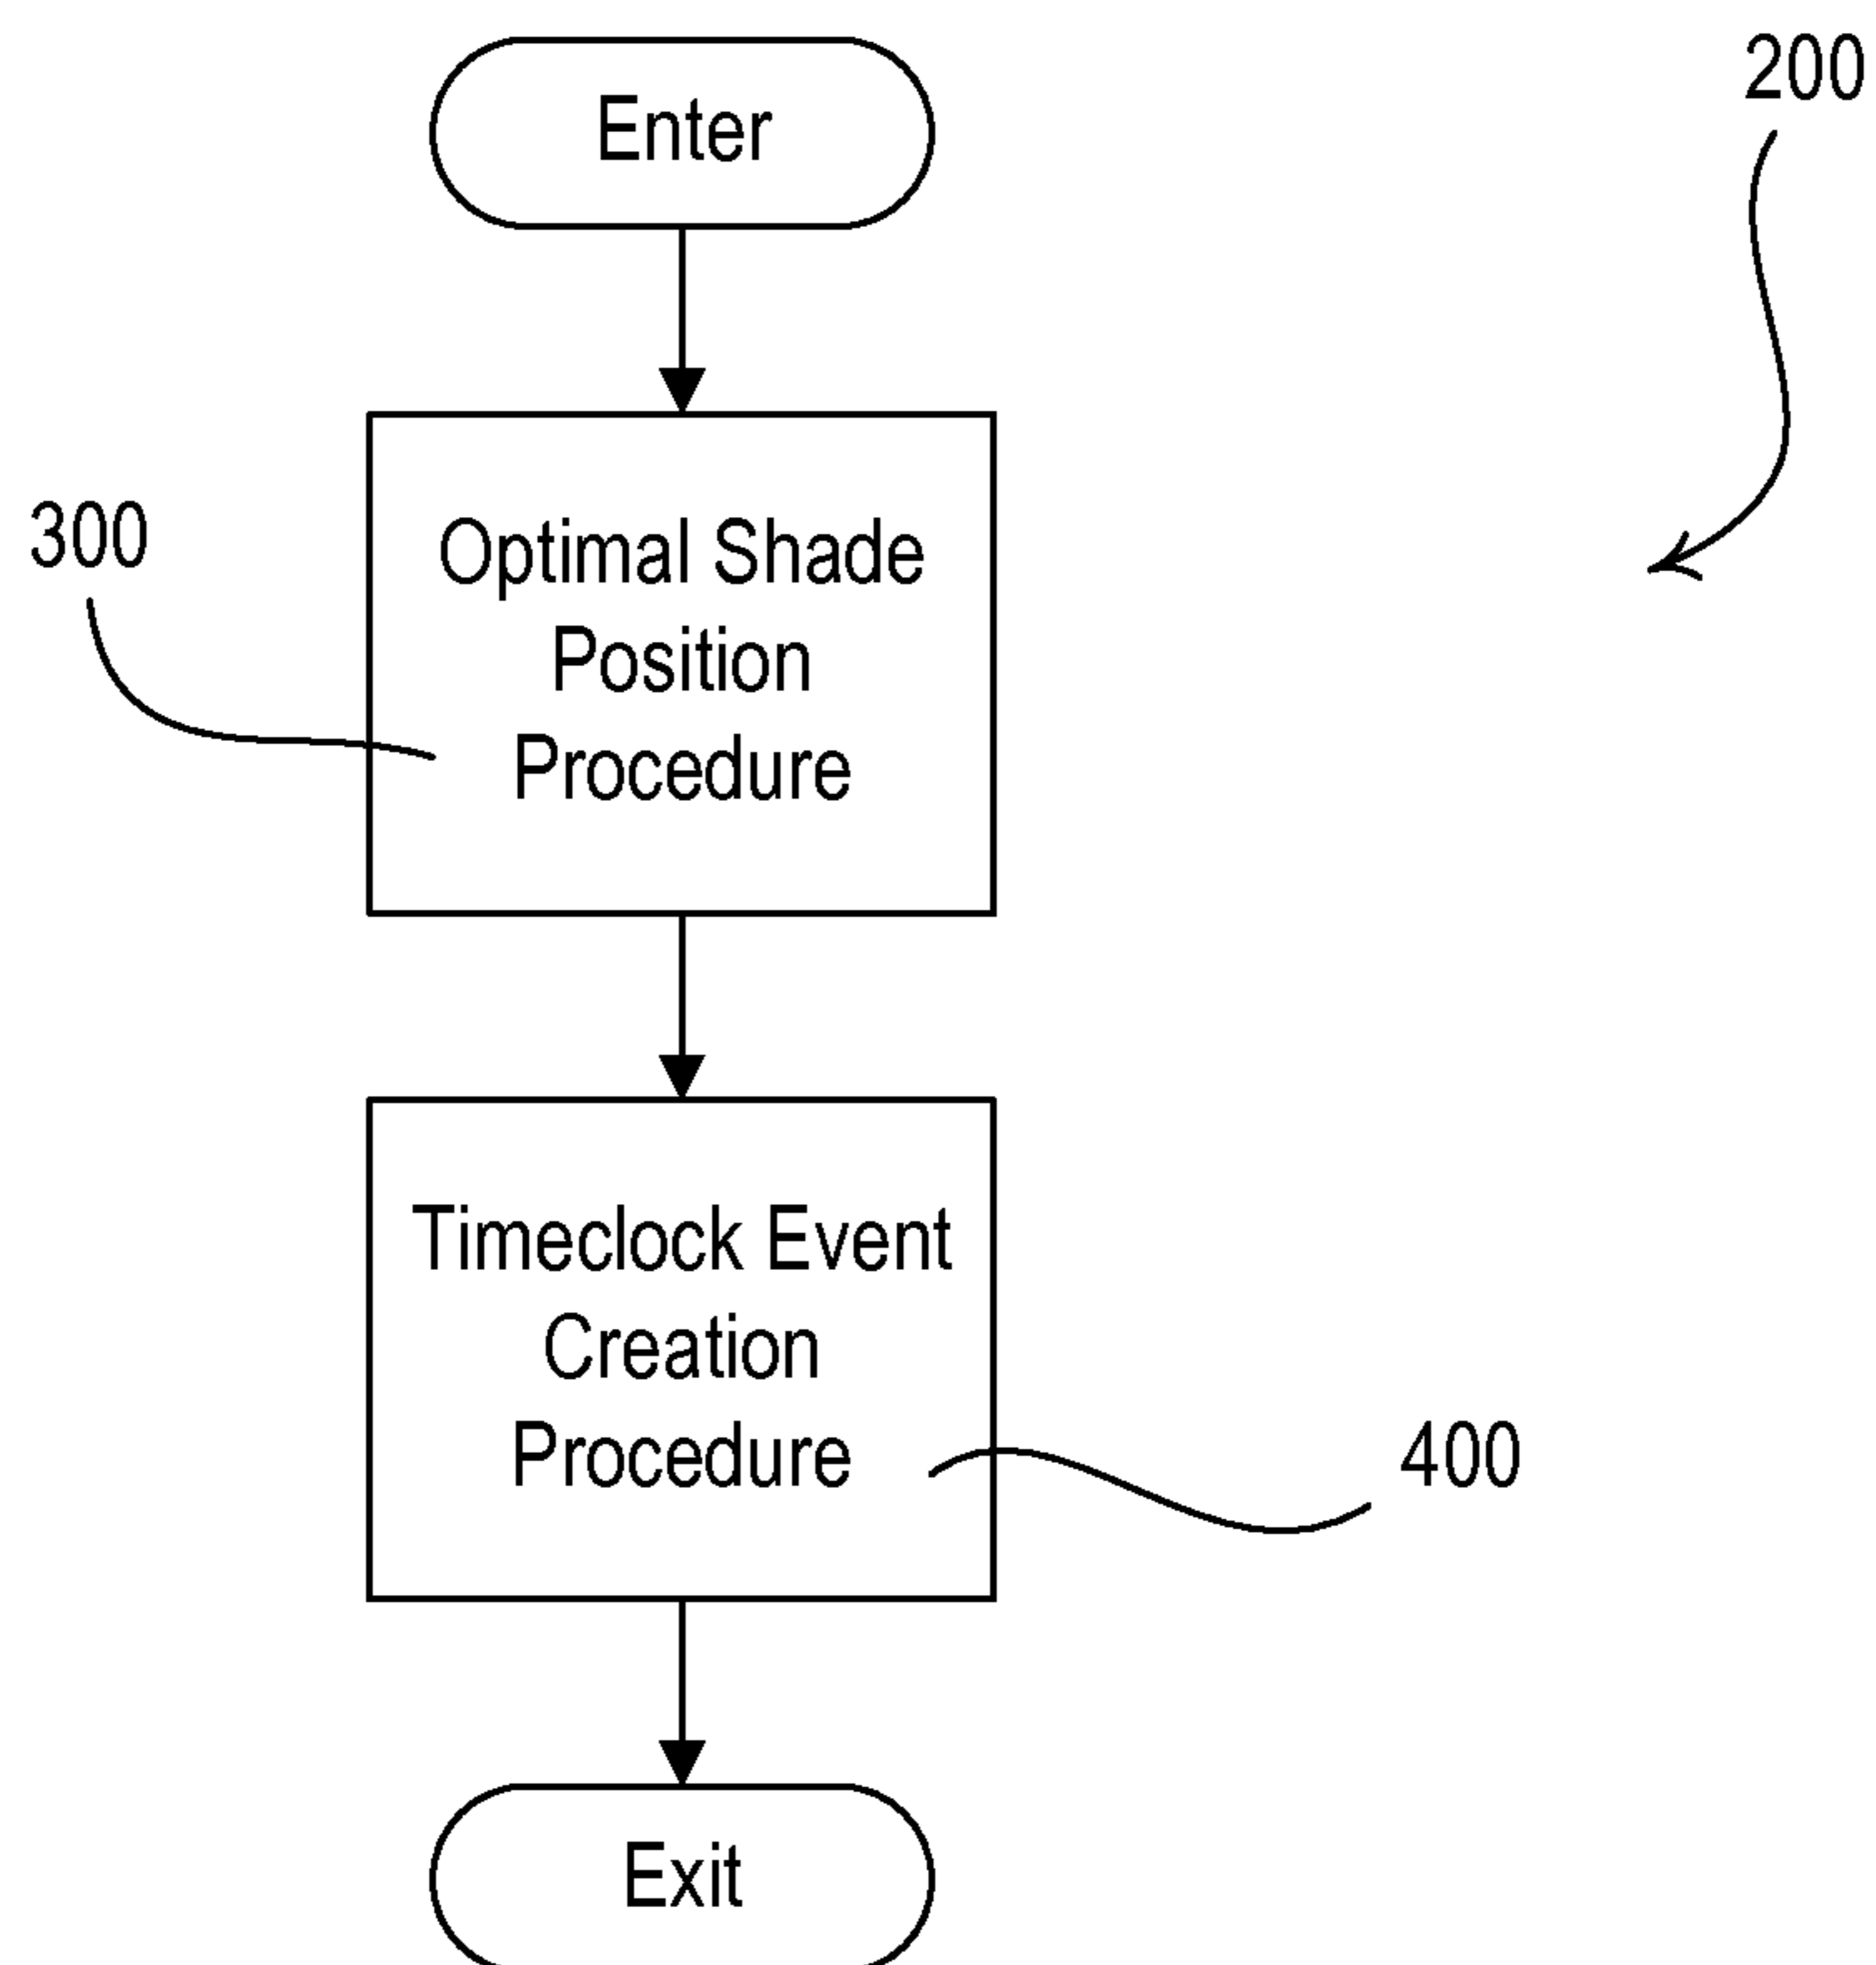 Enter
200
300
Optimal Shade
Position
Procedure
Timeclock Event
Creation
Procedure
400
Exit